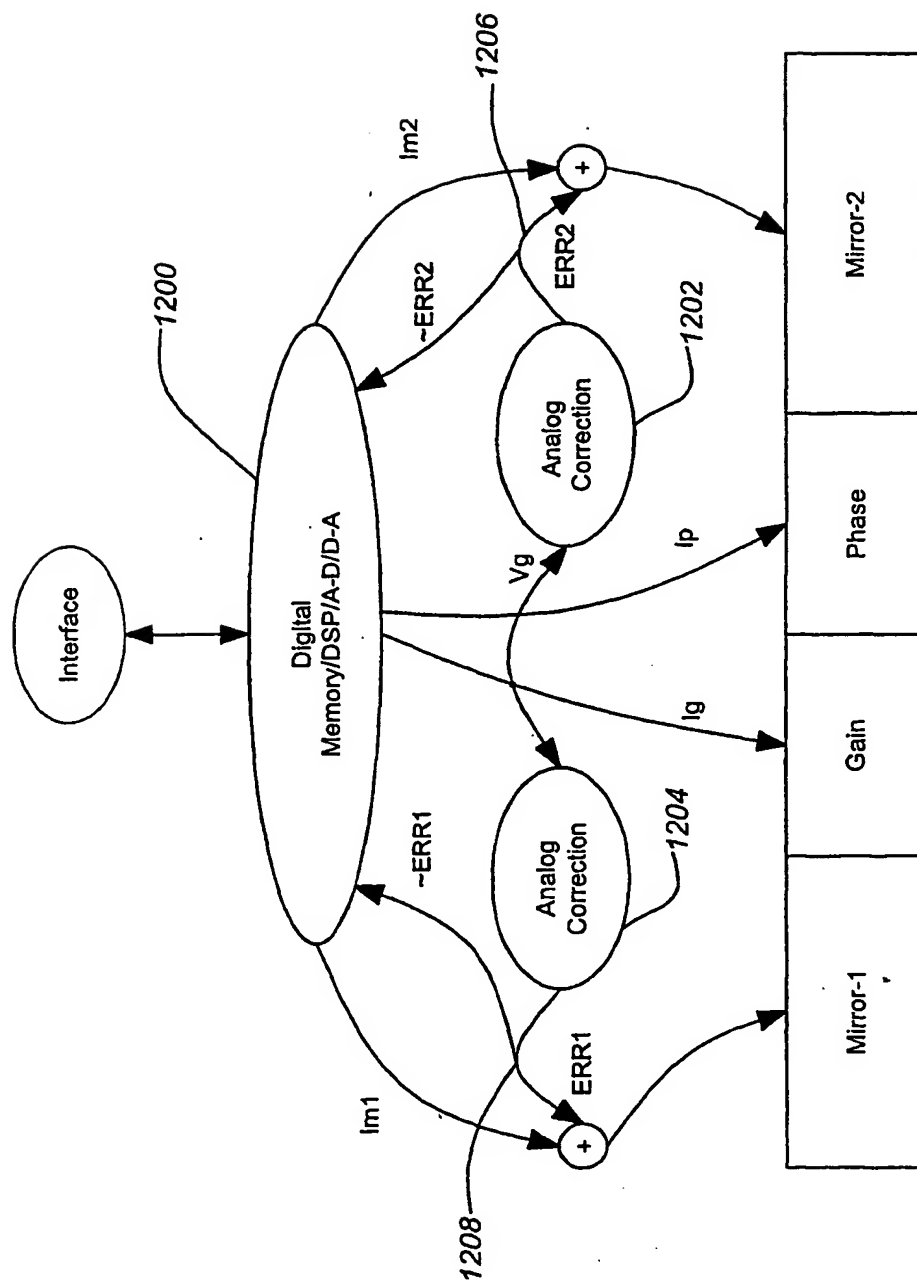 Interface
1200
Digital
Memory/DSP/A-D/D-A
Im1
~ERR1
~ERR2
Im2
1206
1208
ERR1
Analog
Correction
1204
Vg
Ig
Ip
Analog
Correction
1202
ERR2
+
+
Mirror-1
Gain
Phase
Mirror-2